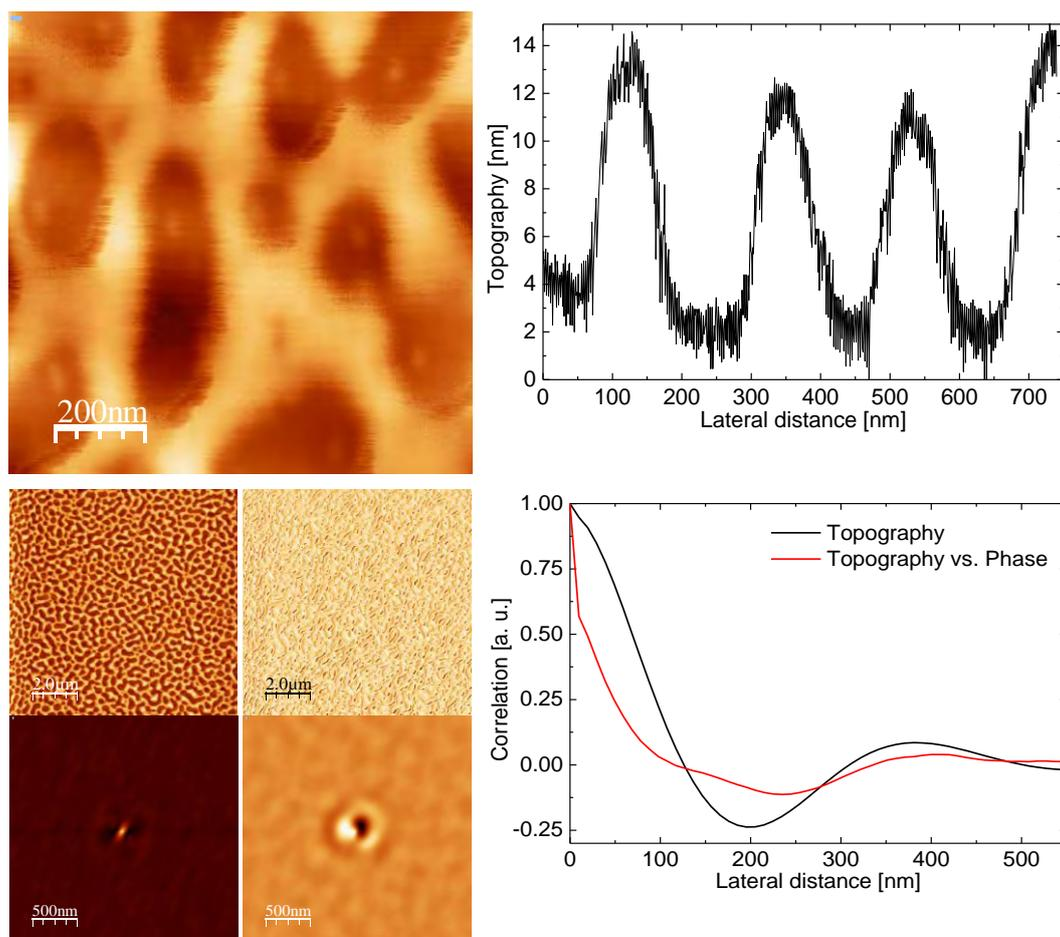 200nm
14
12
10
8
6
4
2
0
Topography [nm]
0 100 200 300 400 500 600 700
Lateral distance [nm]
2.0µm
2.0µm
500nm
500nm
1.00
0.75
0.50
0.25
0.00
-0.25
Correlation [a. u.]
Topography
Topography vs. Phase
0 100 200 300 400 500
Lateral distance [nm]